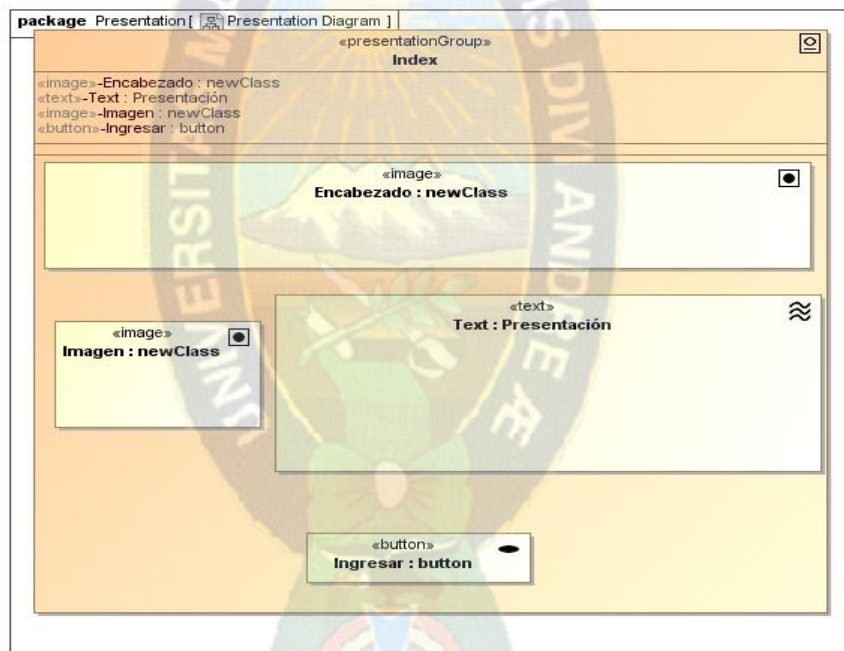 package Presentation [ Presentation Diagram ]
«presentationGroup»
Index
«image»-Encabezado : newClass
«text»-Text : Presentación
«image»-Imagen : newClass
«button»-Ingresar : button
«image»
Encabezado : newClass
«text»
Text : Presentación
«image»
Imagen : newClass
«button»
Ingresar : button